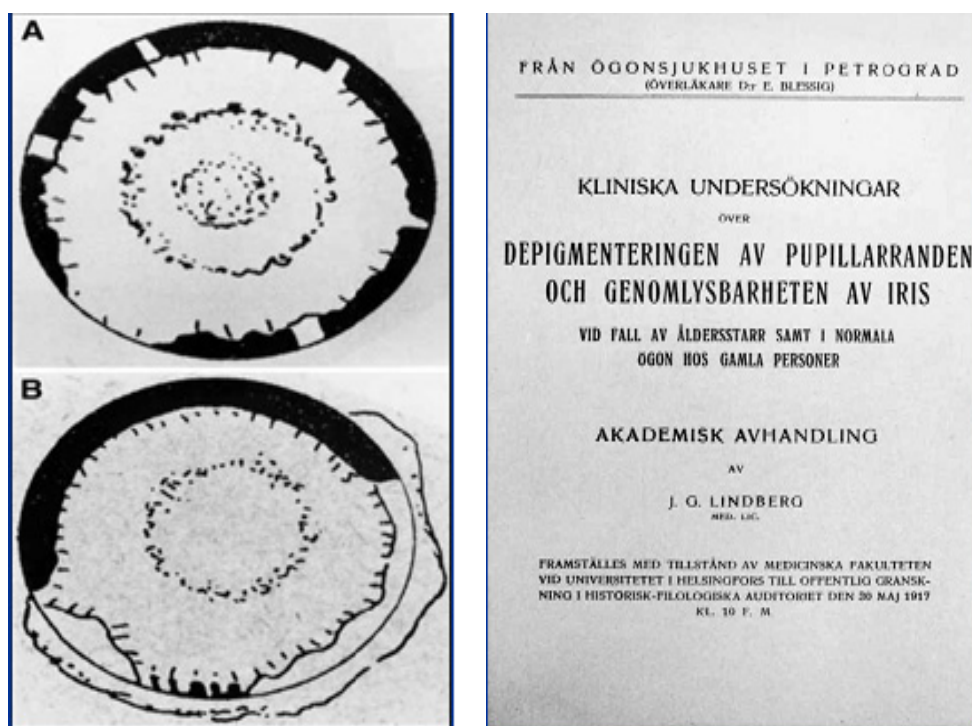 A
B
FRÅN ÖGONSJUKHUSET I PETROGRAD
(ÖVERLÄKARE D:r E. BLESSIG)
KLINISKA UNDERSÖKNINGAR
ÖVER
DEPIGMENTERINGEN AV PUPILLARRANDEN
OCH GENOMLYSBARHETEN AV IRIS
VID FALL AV ÅLDERSSTARR SAMT I NORMALA
ÖGON HOS GAMLA PERSONER
AKADEMISK AVHANDLING
AV
J. G. LINDBERG
MED. LIC.
FRAMSTÄLLES MED TILLSTÅND AV MEDICINSKA FAKULTETEN
VID UNIVERSITETET I HELSINGFORS TILL OFFENTLIG GRANSK-
NING I HISTORISK-FILOLOGISKA AUDITORIET DEN 30 MAJ 1917
KL. 10 F. M.